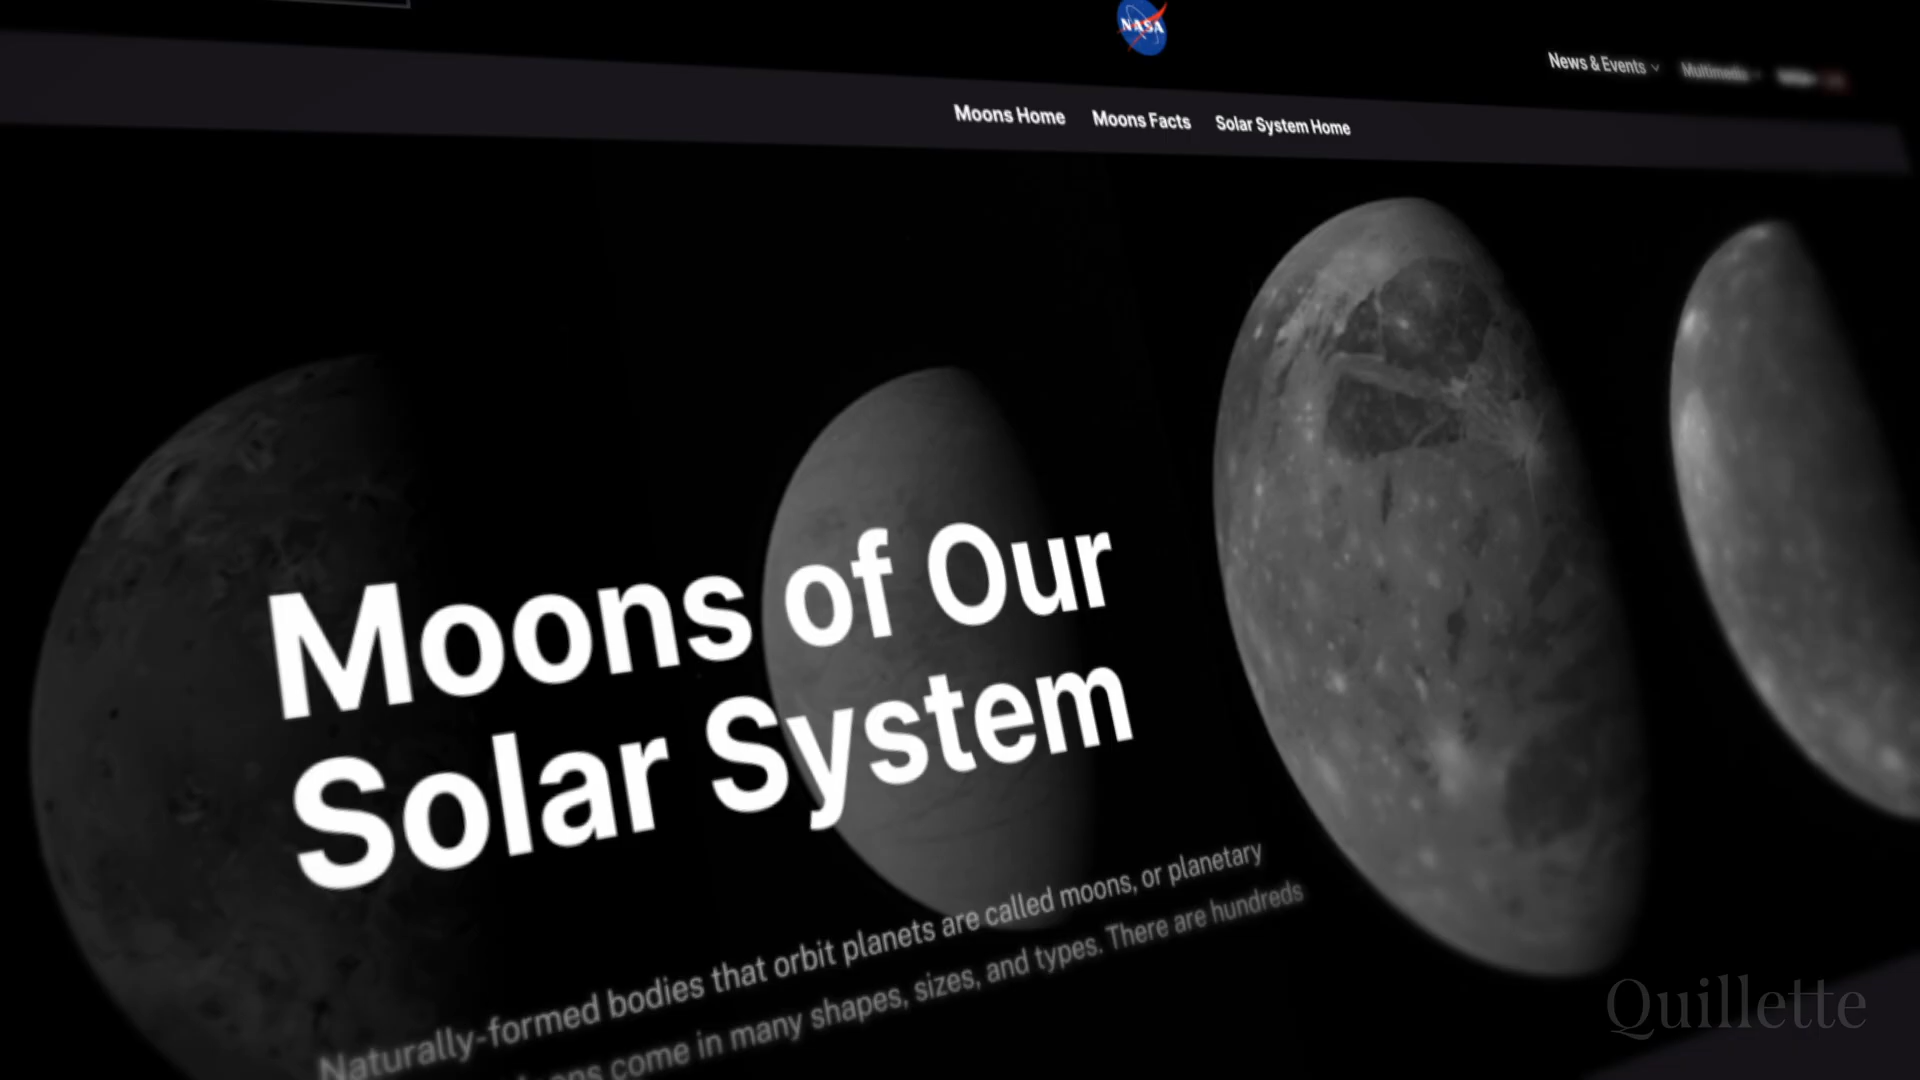 NASA
News & Events
Multimedia
Moons Home Moons Facts Solar System Home
Moons of Our
Solar System
Naturally-formed bodies that orbit planets are called moons, or planetary
come in many shapes, sizes, and types. There are hundreds
Quillette